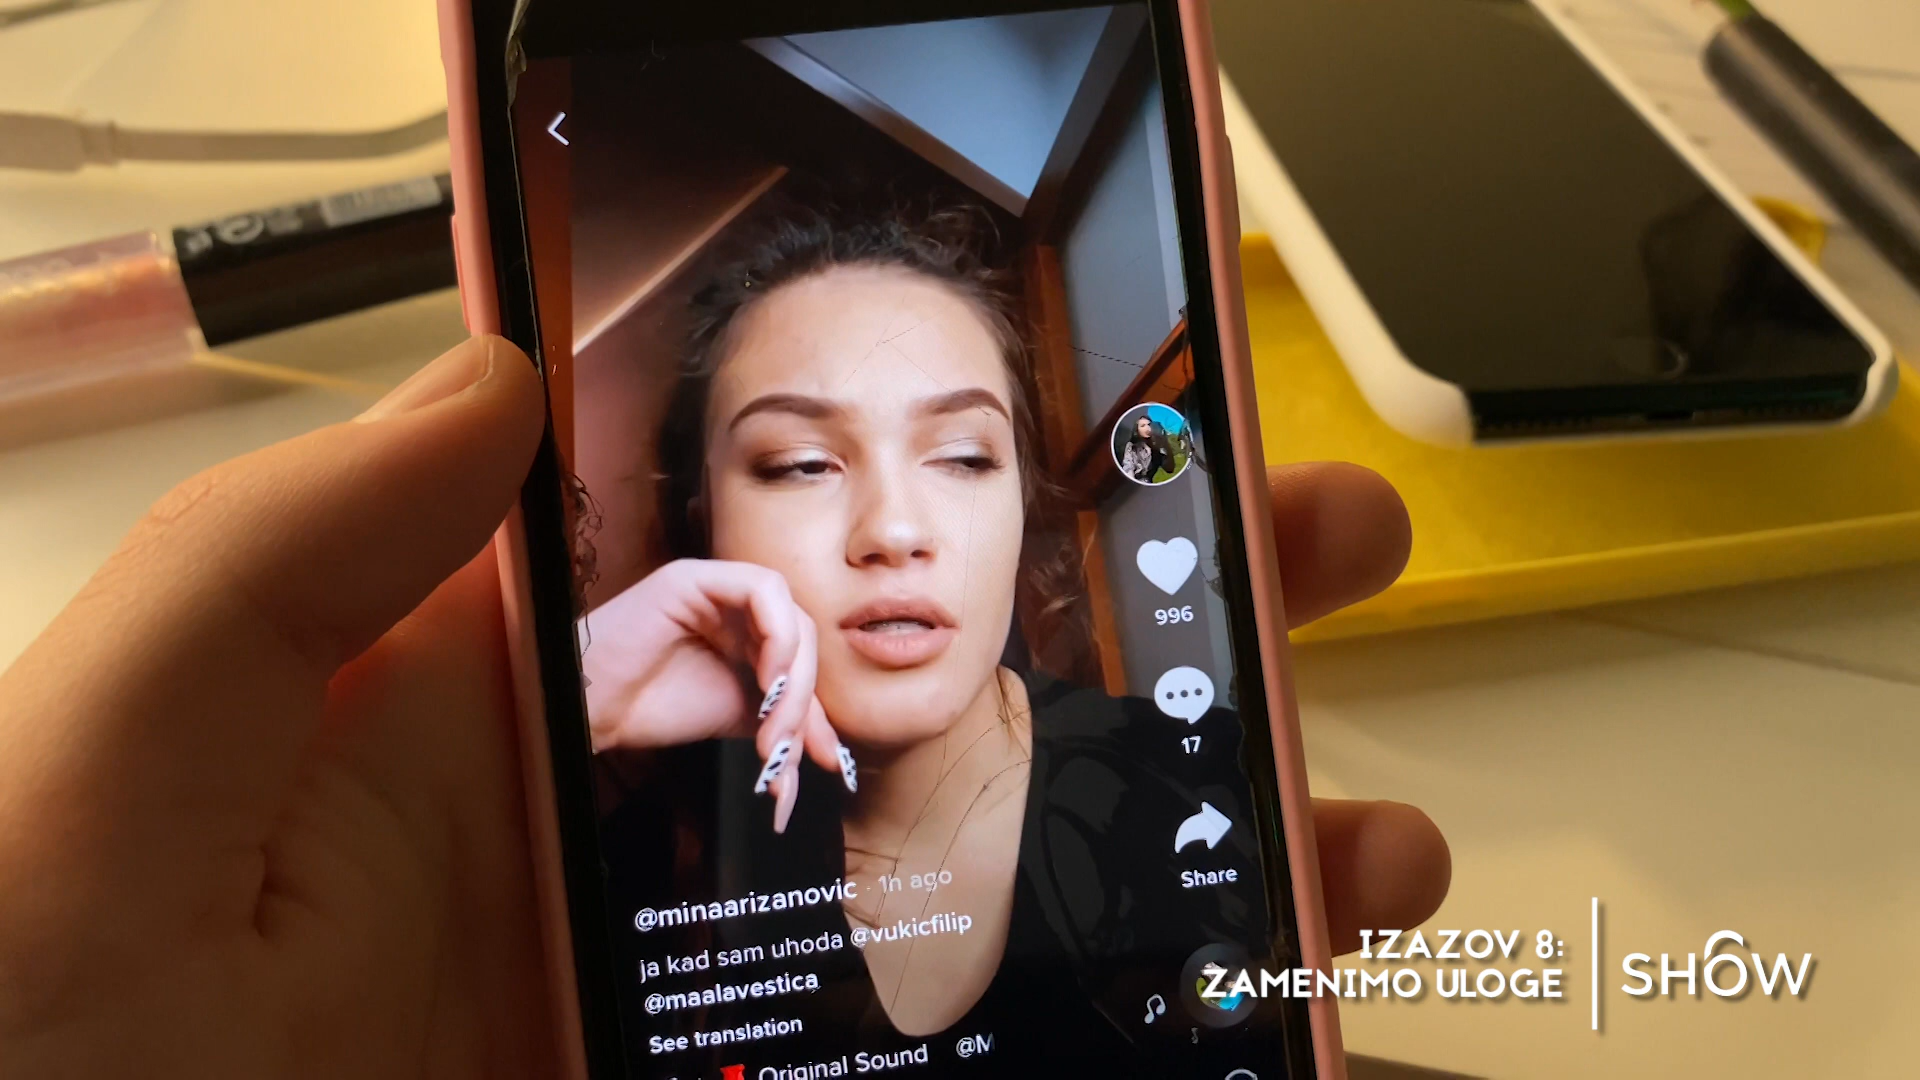 996
17
Share
@minaarizanovic · 1h ago
ja kad sam uhoda @vukicfilip
@maalavestica
See translation
Original Sound @M
IZAZOV 8:
ZAMENIMO ULOGE
SHOW